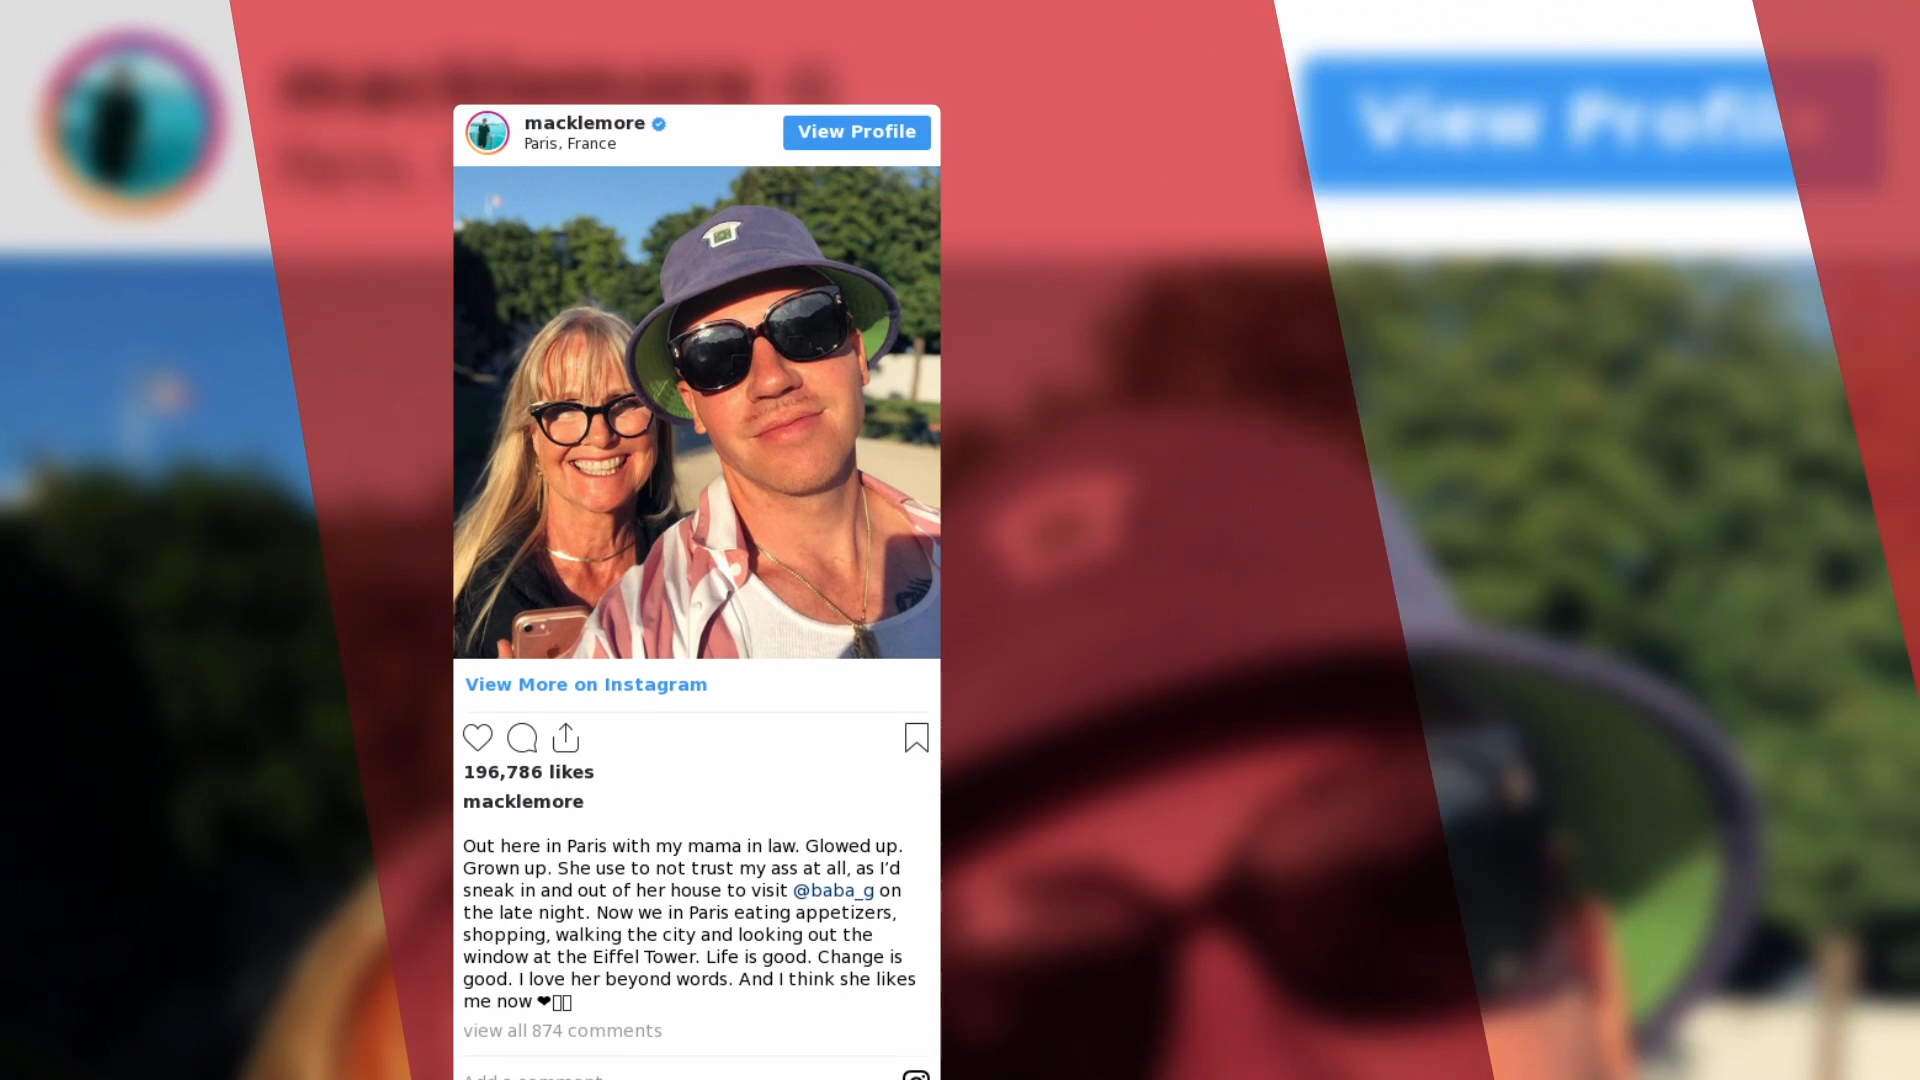 macklemore
Paris, France
View Profile
View Profile
View More on Instagram
196,786 likes
macklemore
Out here in Paris with my mama in law. Glowed up.
Grown up. She use to not trust my ass at all, as I’d
sneak in and out of her house to visit @baba_g on
the late night. Now we in Paris eating appetizers,
shopping, walking the city and looking out the
window at the Eiffel Tower. Life is good. Change is
good. I love her beyond words. And I think she likes
me now ❤
view all 874 comments
Add a comment